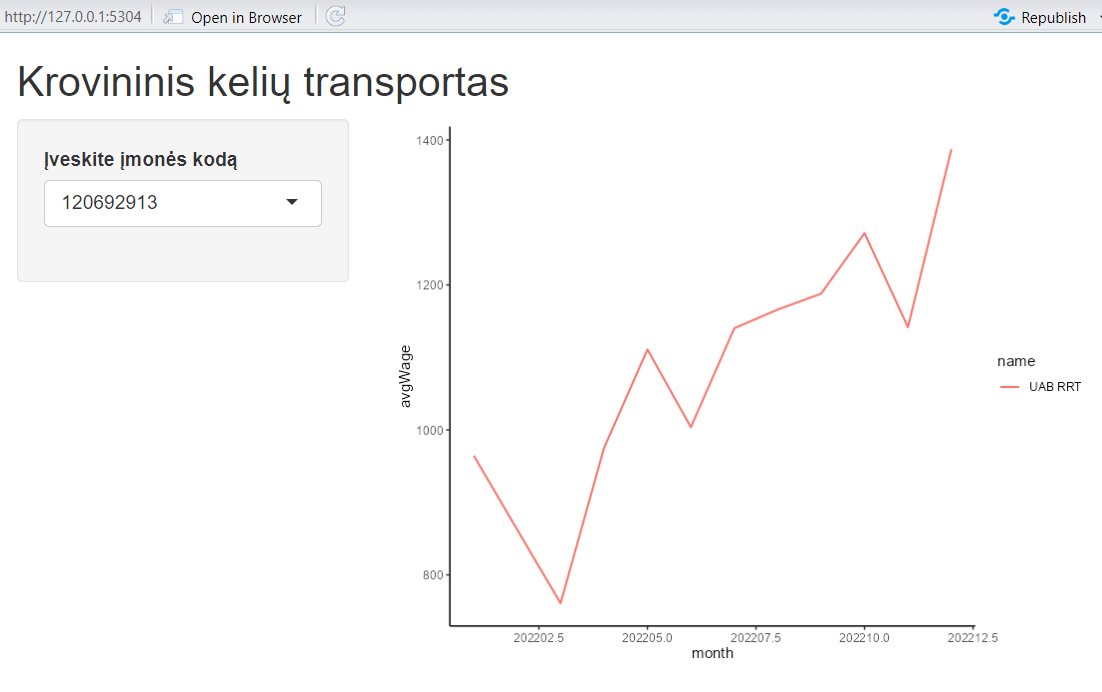 http://127.0.0.1:5304 Open in Browser Republish
Krovininis kelių transportas
Įveskite įmonės kodą
120692913
1400
1200
1000
800
avgWage
202202.5 202205.0 202207.5 202210.0 202212.5
month
name
UAB RRT